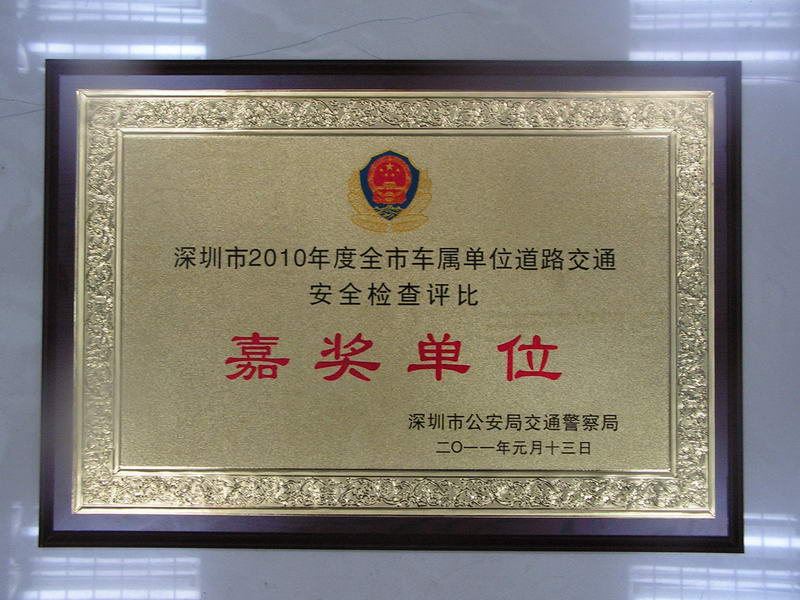 深圳市2010年度全市车属单位道路交通
安全检查评比
嘉奖单位
深圳市公安局交通警察局
二〇一一年元月十三日